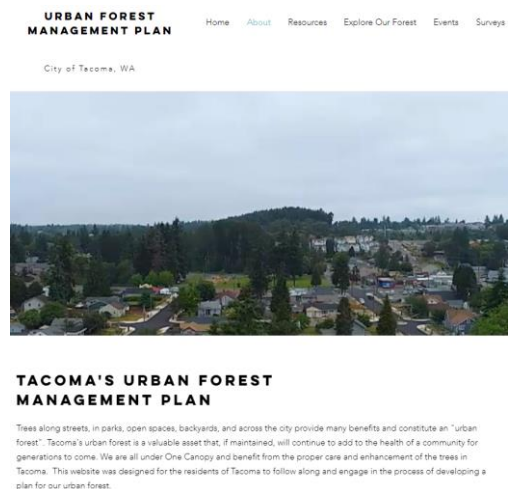 URBAN FOREST
MANAGEMENT PLAN
Home About Resources Explore Our Forest Events Surveys
City of Tacoma, WA
TACOMA'S URBAN FOREST
MANAGEMENT PLAN
Trees along streets, in parks, open spaces, backyards, and across the city provide many benefits and constitute an "urban
forest". Tacoma's urban forest is a valuable asset that, if maintained, will continue to add to the health of a community for
generations to come. We are all under One Canopy and benefit from the proper care and enhancement of the trees in
Tacoma. This website was designed for the residents of Tacoma to follow along and engage in the process of developing a
plan for our urban forest.